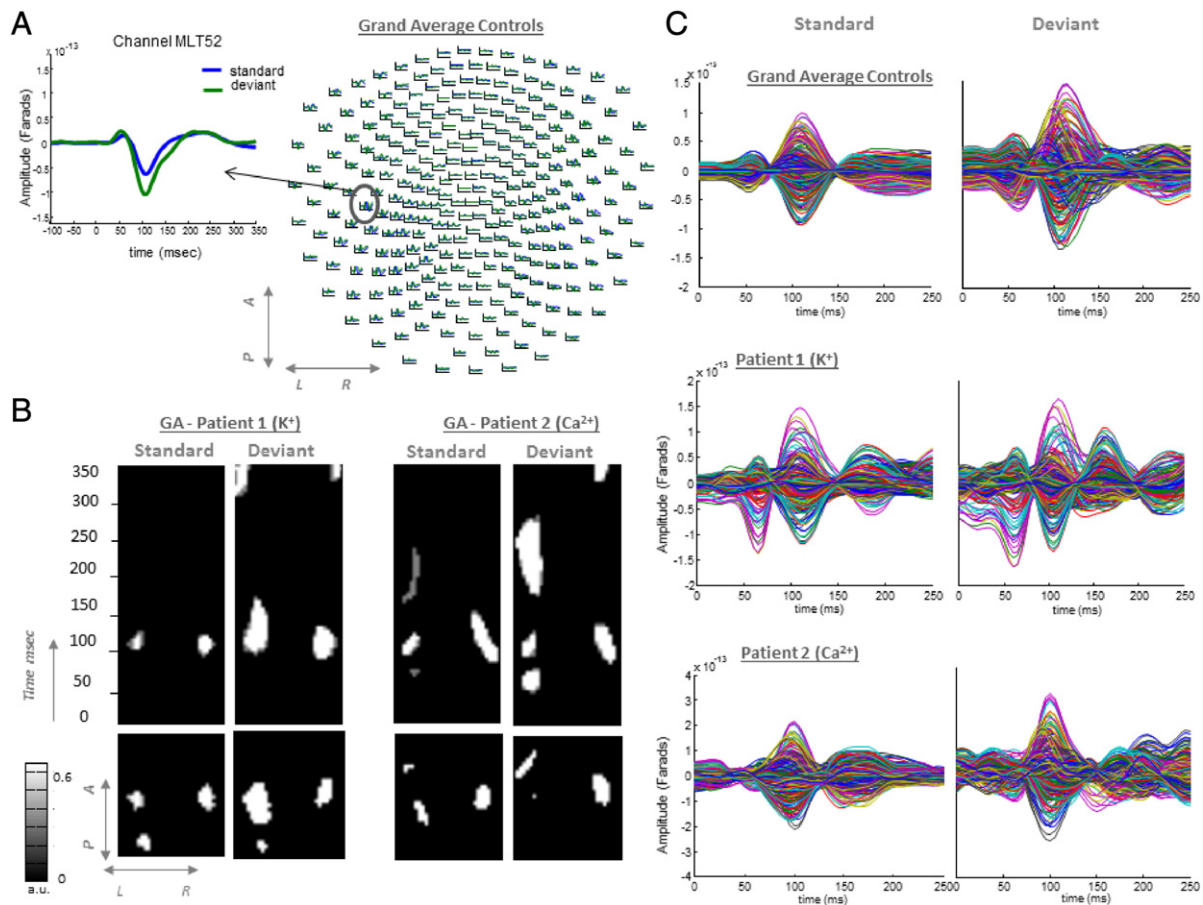 A
Channel MLT52
Grand Average Controls
x 10⁻¹³
standard
deviant
Amplitude (Farads)
1.5
1
0.5
0
-0.5
-1
-1.5
-100 -50 0 50 100 150 200 250 300 350
time (msec)
A
P
L R
B
GA - Patient 1 (K⁺)
GA - Patient 2 (Ca²⁺)
Standard Deviant
Standard Deviant
350
300
250
200
150
100
50
0
Time msec
0.6
0
a.u.
A
P
L R
C
Standard Deviant
Grand Average Controls
x 10⁻¹³
Amplitude (Farads)
2
1.5
1
0.5
0
-0.5
-1
-1.5
-2
0 50 100 150 200 250
time (ms)
0 50 100 150 200 250
time (ms)
Patient 1 (K⁺)
x 10⁻¹³
Amplitude (Farads)
2
1.5
1
0.5
0
-0.5
-1
-1.5
-2
0 50 100 150 200 250
time (ms)
0 50 100 150 200 250
time (ms)
Patient 2 (Ca²⁺)
x 10⁻¹³
Amplitude (Farads)
4
3
2
1
0
-1
-2
-3
-4
0 50 100 150 200 250
time (ms)
0 50 100 150 200 250
time (ms)